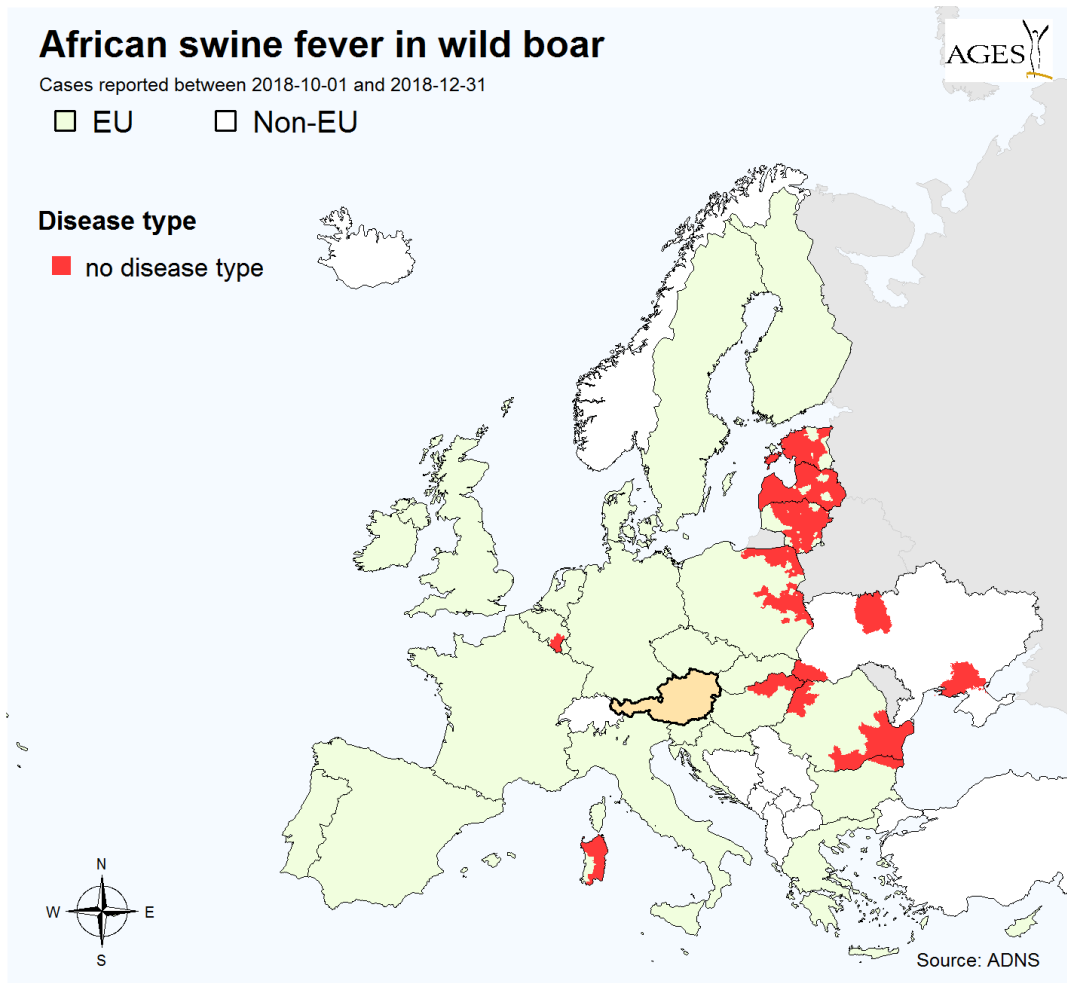 African swine fever in wild boar
Cases reported between 2018-10-01 and 2018-12-31
EU
Non-EU
AGES
Disease type
no disease type
N
W
E
S
Source: ADNS